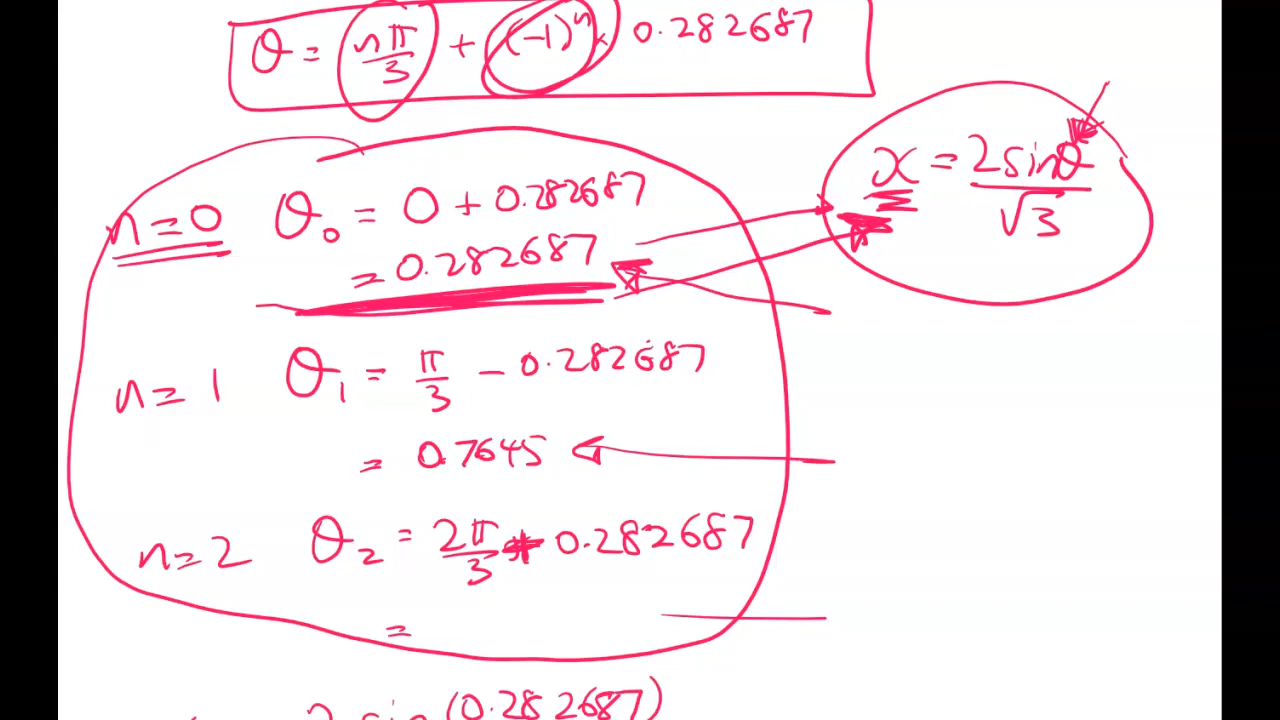 θ = nπ/3 + (-1)ⁿ × 0.282687
x = 2sinθ/√3
n=0 θ₀ = 0 + 0.282687
= 0.282687
n=1 θ₁ = π/3 - 0.282687
= 0.7645
n=2 θ₂ = 2π/3 + 0.282687
=
2 sin (0.282687)